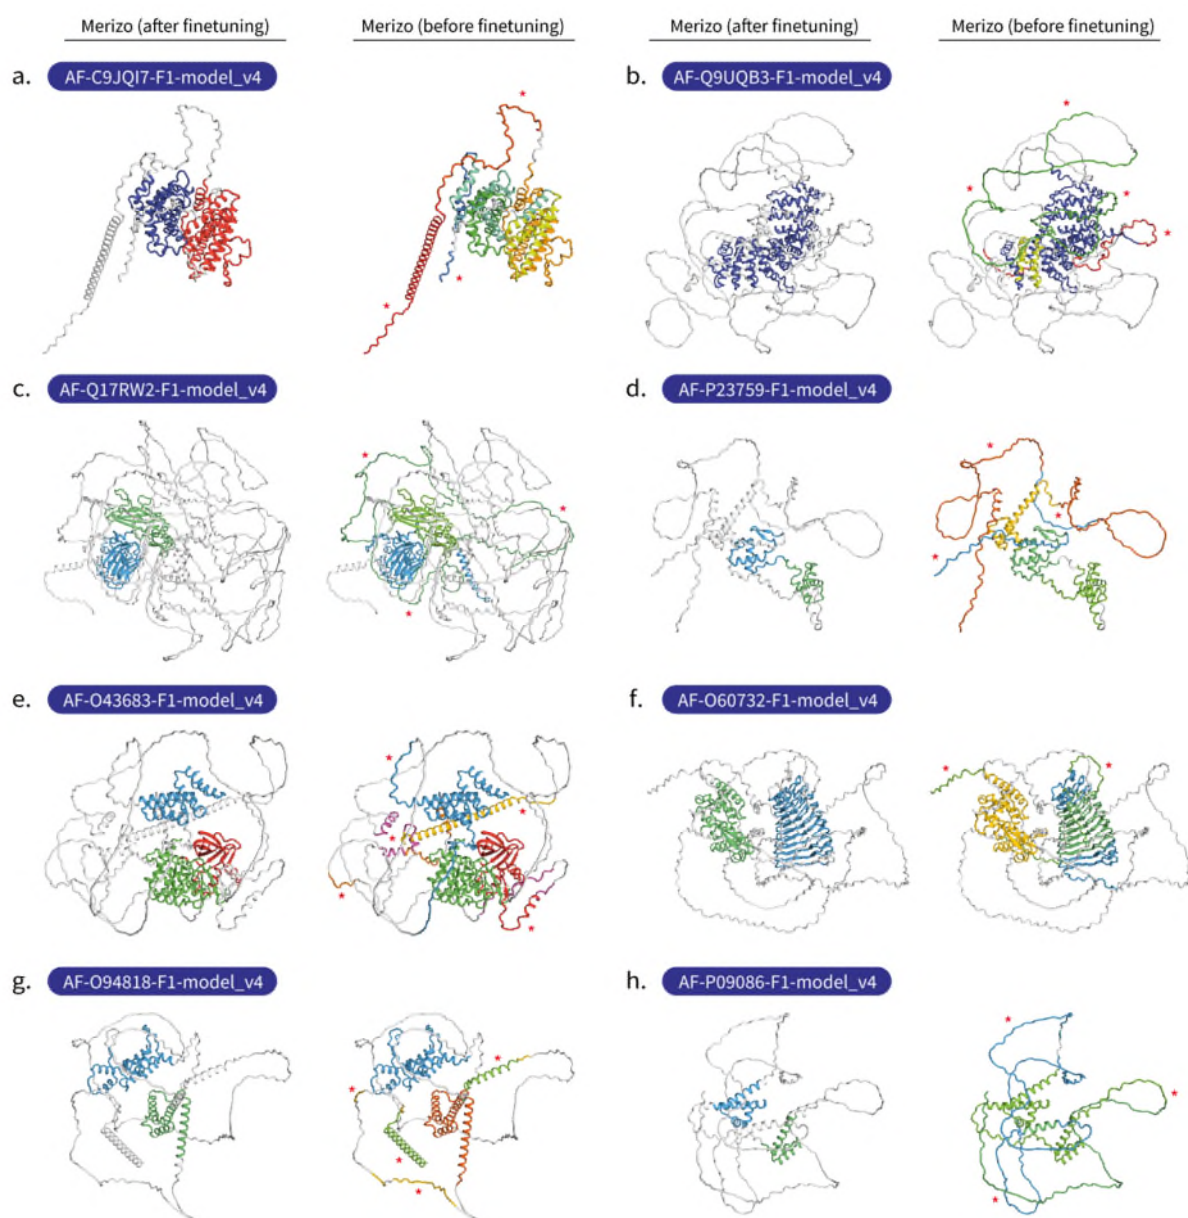 Merizo (after finetuning) Merizo (before finetuning) Merizo (after finetuning) Merizo (before finetuning)
a. AF-C9JQI7-F1-model_v4 b. AF-Q9UQB3-F1-model_v4
* * * * * * *
c. AF-Q17RW2-F1-model_v4 d. AF-P23759-F1-model_v4
* * * * * *
e. AF-O43683-F1-model_v4 f. AF-O60732-F1-model_v4
* * * * * * *
g. AF-O94818-F1-model_v4 h. AF-P09086-F1-model_v4
* * * * * * *